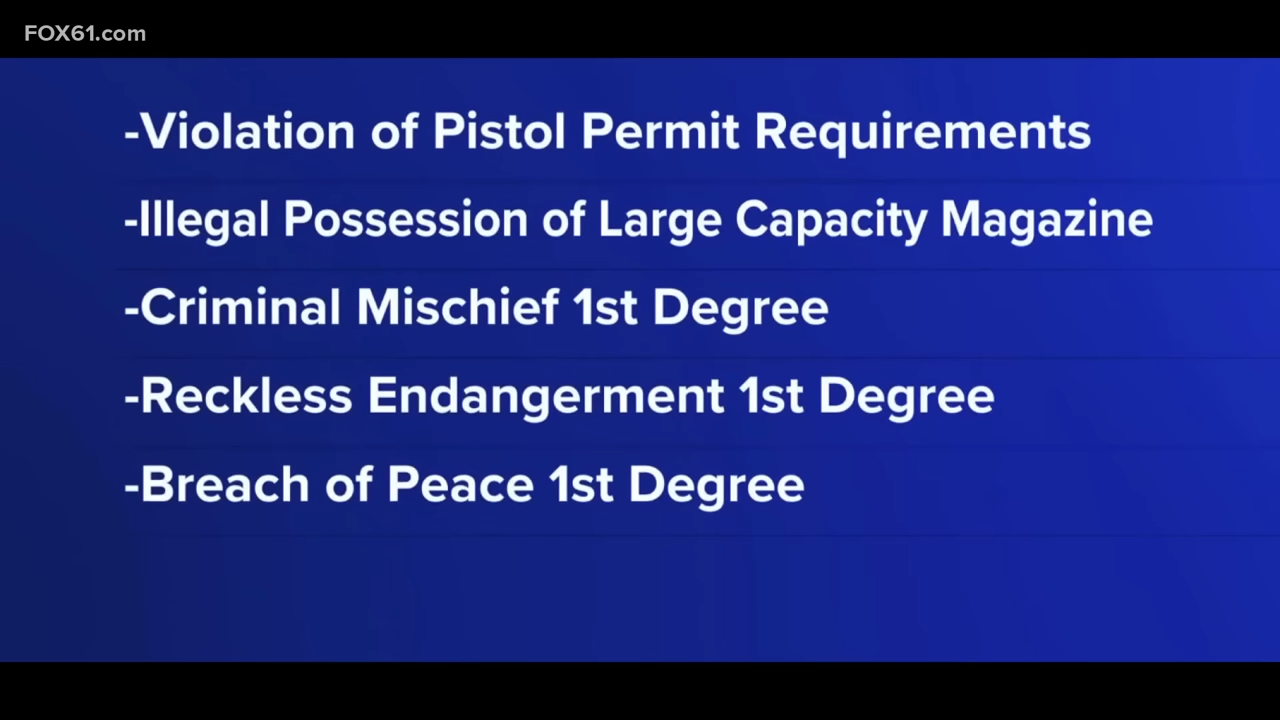 FOX61.com
-Violation of Pistol Permit Requirements
-Illegal Possession of Large Capacity Magazine
-Criminal Mischief 1st Degree
-Reckless Endangerment 1st Degree
-Breach of Peace 1st Degree